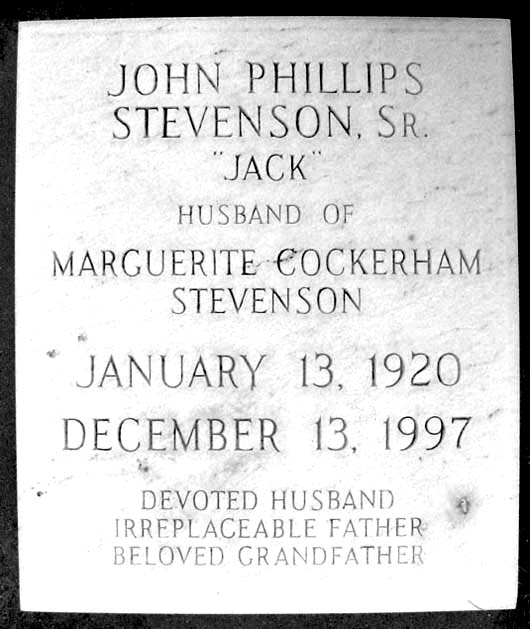 JOHN PHILLIPS
STEVENSON, SR.
"JACK"
HUSBAND OF
MARGUERITE COCKERHAM
STEVENSON
JANUARY 13, 1920
DECEMBER 13, 1997
DEVOTED HUSBAND
IRREPLACEABLE FATHER
BELOVED GRANDFATHER